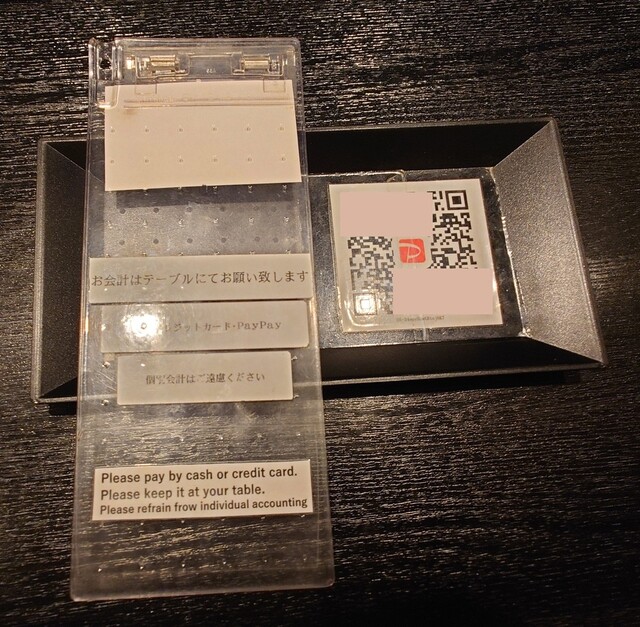 お会計はテーブルにてお願い致します
ジットカード・PayPay
個別会計はご遠慮ください
Please pay by cash or credit card.
Please keep it at your table.
Please refrain frow individual accounting